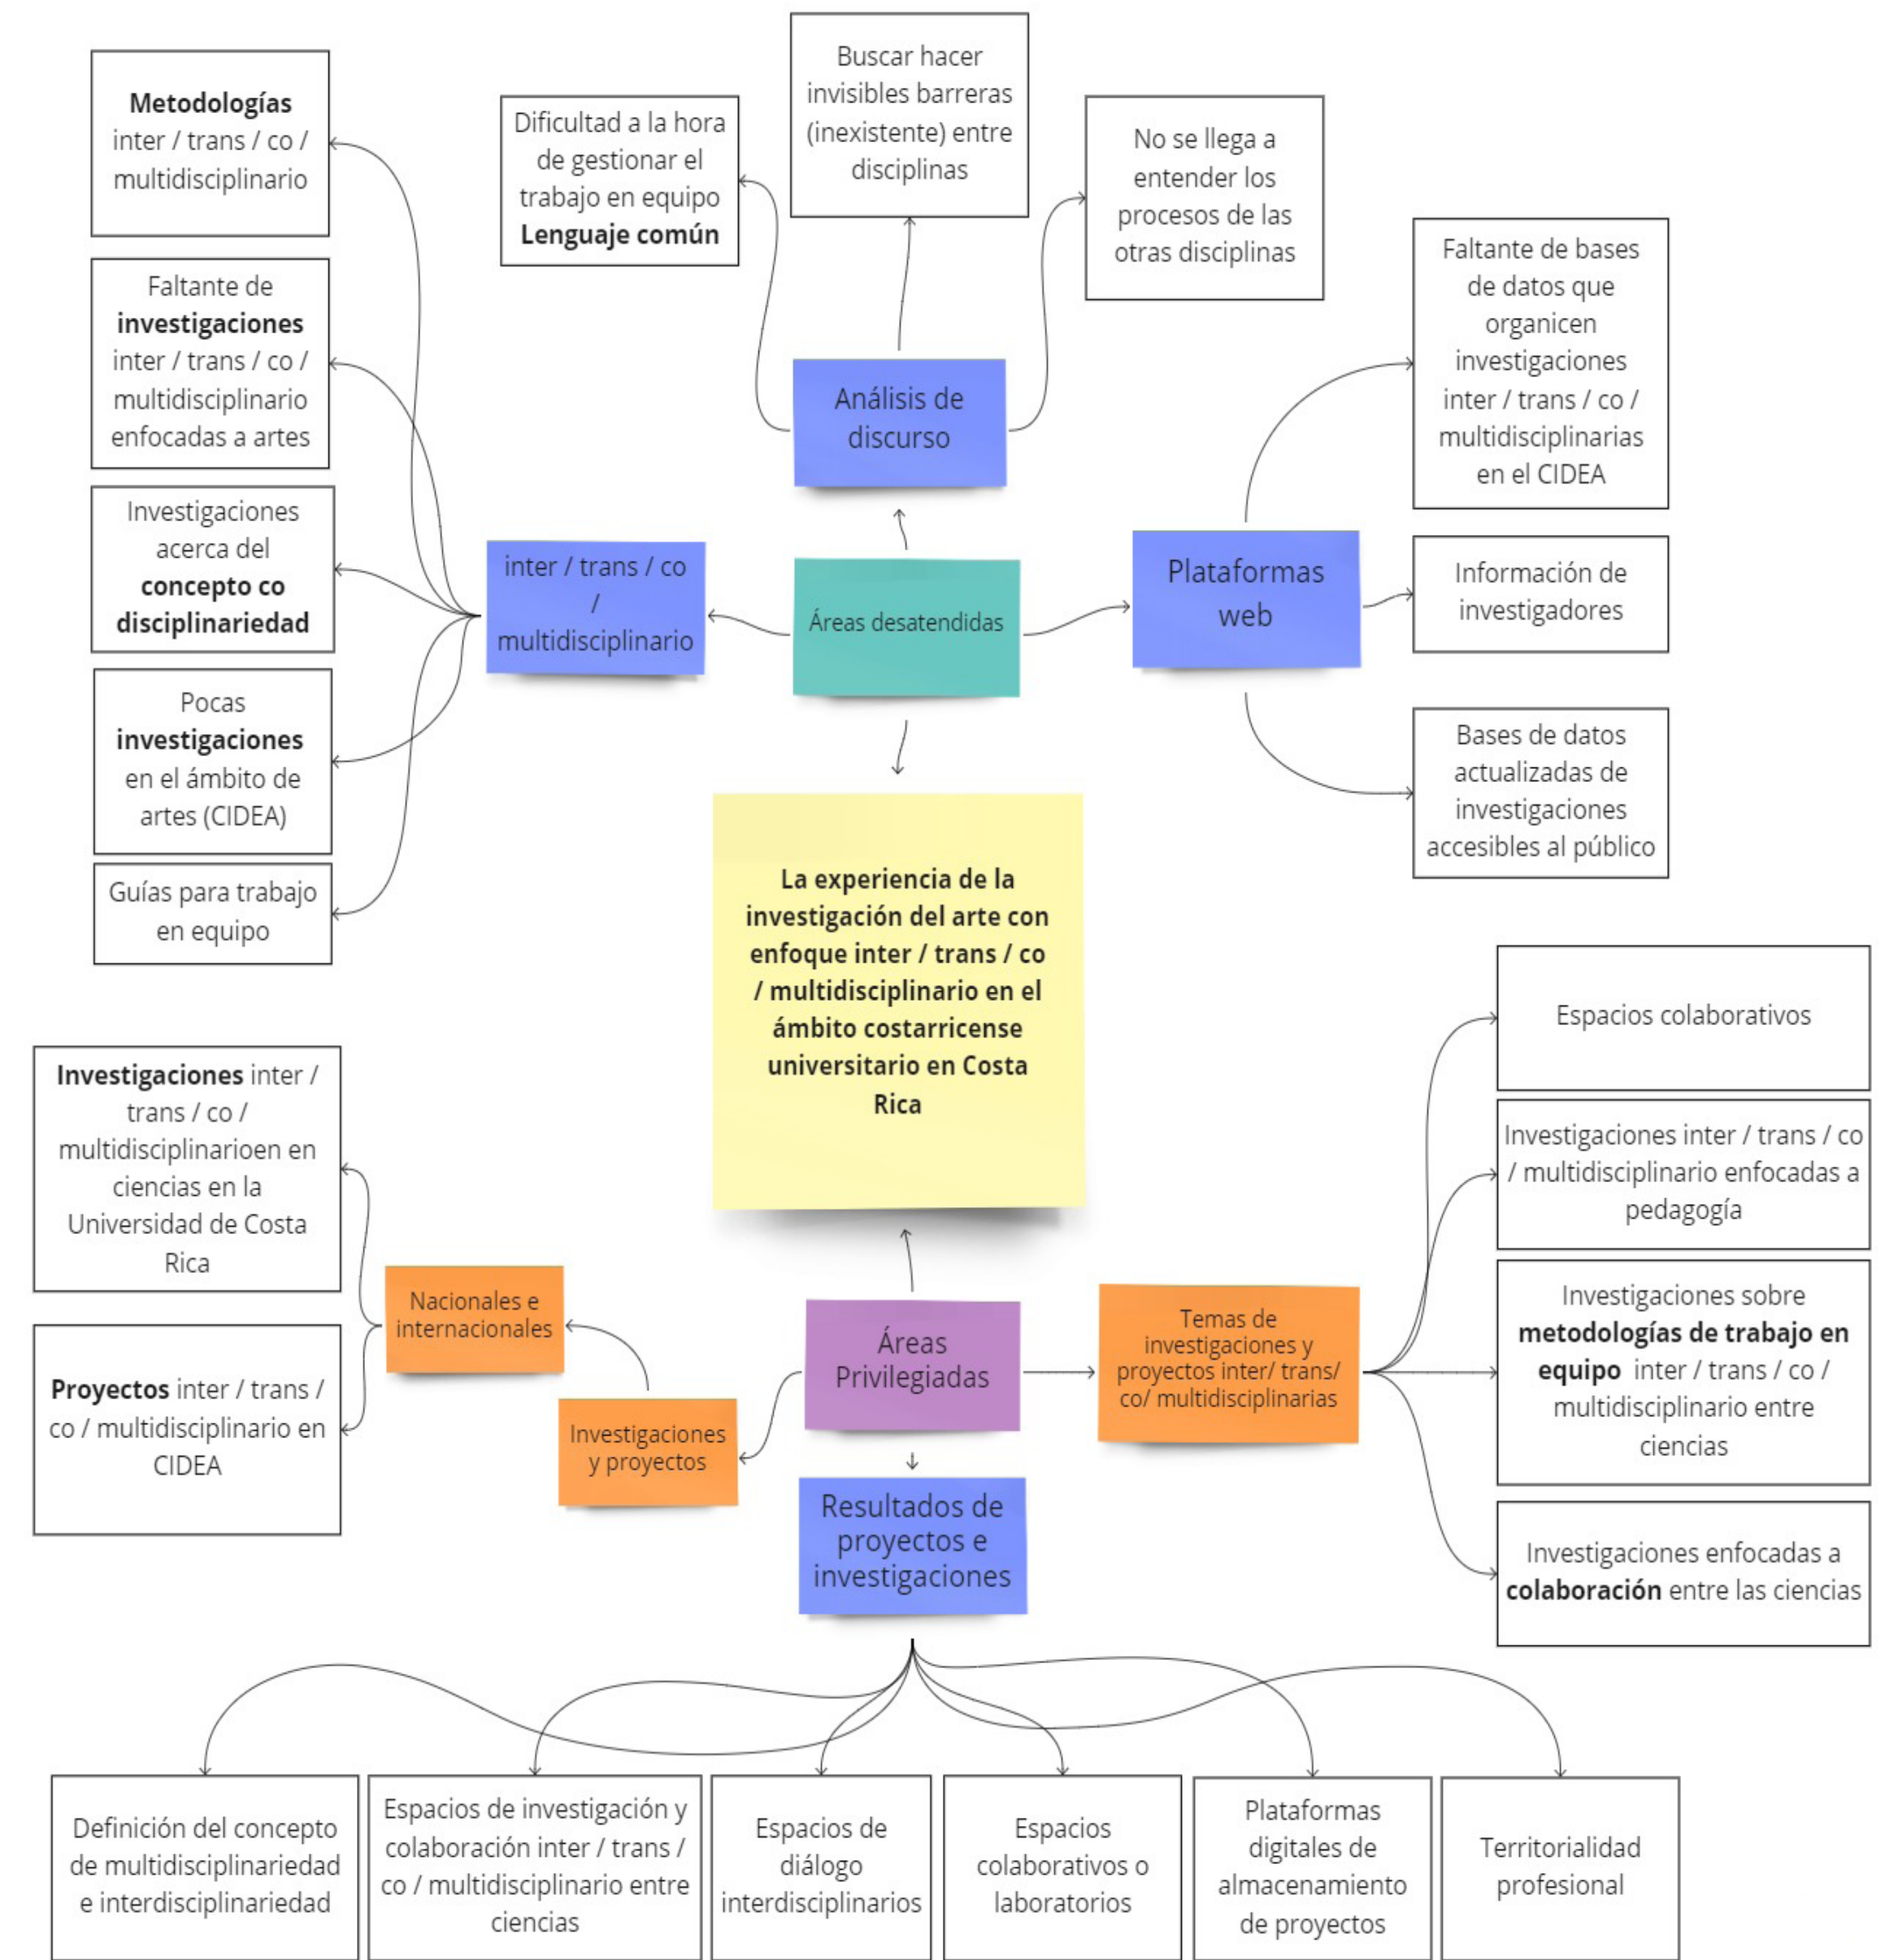 Metodologías
inter / trans / co /
multidisciplinario
Faltante de
investigaciones
inter / trans / co /
multidisciplinario
enfocadas a artes
Investigaciones
acerca del
concepto co
disciplinariedad
Pocas
investigaciones
en el ámbito de
artes (CIDEA)
Guías para trabajo
en equipo
Dificultad a la hora
de gestionar el
trabajo en equipo
Lenguaje común
Buscar hacer
invisibles barreras
(inexistente) entre
disciplinas
No se llega a
entender los
procesos de las
otras disciplinas
Análisis de
discurso
inter / trans / co
/
multidisciplinario
Áreas desatendidas
Plataformas
web
Faltante de bases
de datos que
organicen
investigaciones
inter / trans / co /
multidisciplinarias
en el CIDEA
Información de
investigadores
Bases de datos
actualizadas de
investigaciones
accesibles al público
La experiencia de la
investigación del arte con
enfoque inter / trans / co
/ multidisciplinario en el
ámbito costarricense
universitario en Costa
Rica
Investigaciones inter /
trans / co /
multidisciplinarioen en
ciencias en la
Universidad de Costa
Rica
Proyectos inter / trans /
co / multidisciplinario en
CIDEA
Nacionales e
internacionales
Investigaciones
y proyectos
Áreas
Privilegiadas
Temas de
investigaciones y
proyectos inter/ trans/
co/ multidisciplinarias
Espacios colaborativos
Investigaciones inter / trans / co
/ multidisciplinario enfocadas a
pedagogía
Investigaciones sobre
metodologías de trabajo en
equipo inter / trans / co /
multidisciplinario entre
ciencias
Investigaciones enfocadas a
colaboración entre las ciencias
Resultados de
proyectos e
investigaciones
Definición del concepto
de multidisciplinariedad
e interdisciplinariedad
Espacios de investigación y
colaboración inter / trans /
co / multidisciplinario entre
ciencias
Espacios de
diálogo
interdisciplinarios
Espacios
colaborativos o
laboratorios
Plataformas
digitales de
almacenamiento
de proyectos
Territorialidad
profesional